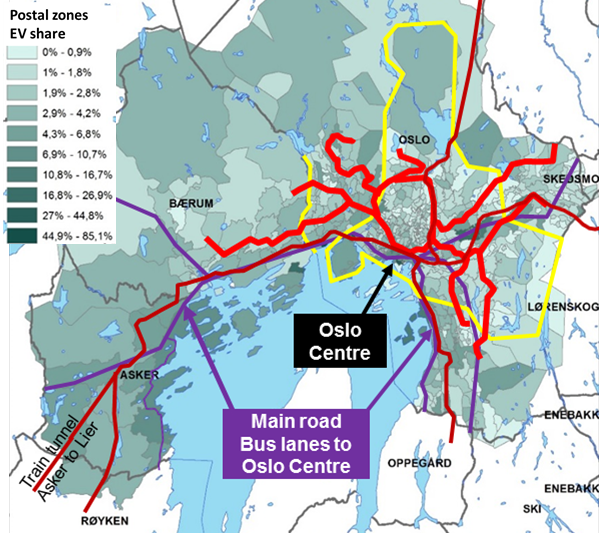 Postal zones
EV share
0% - 0,9%
1% - 1,8%
1,9% - 2,8%
2,9% - 4,2%
4,3% - 6,8%
6,9% - 10,7%
10,8% - 16,7%
16,8% - 26,9%
27% - 44,8%
44,9% - 85,1%
OSLO
SKEDSMO
BÆRUM
LØRENSKOG
Oslo
Centre
ASKER
Main road
Bus lanes to
Oslo Centre
ENEBAKK
Train tunnel
Asker to Lier
OPPEGÅRD
ENEBAKK
SKI
RØYKEN